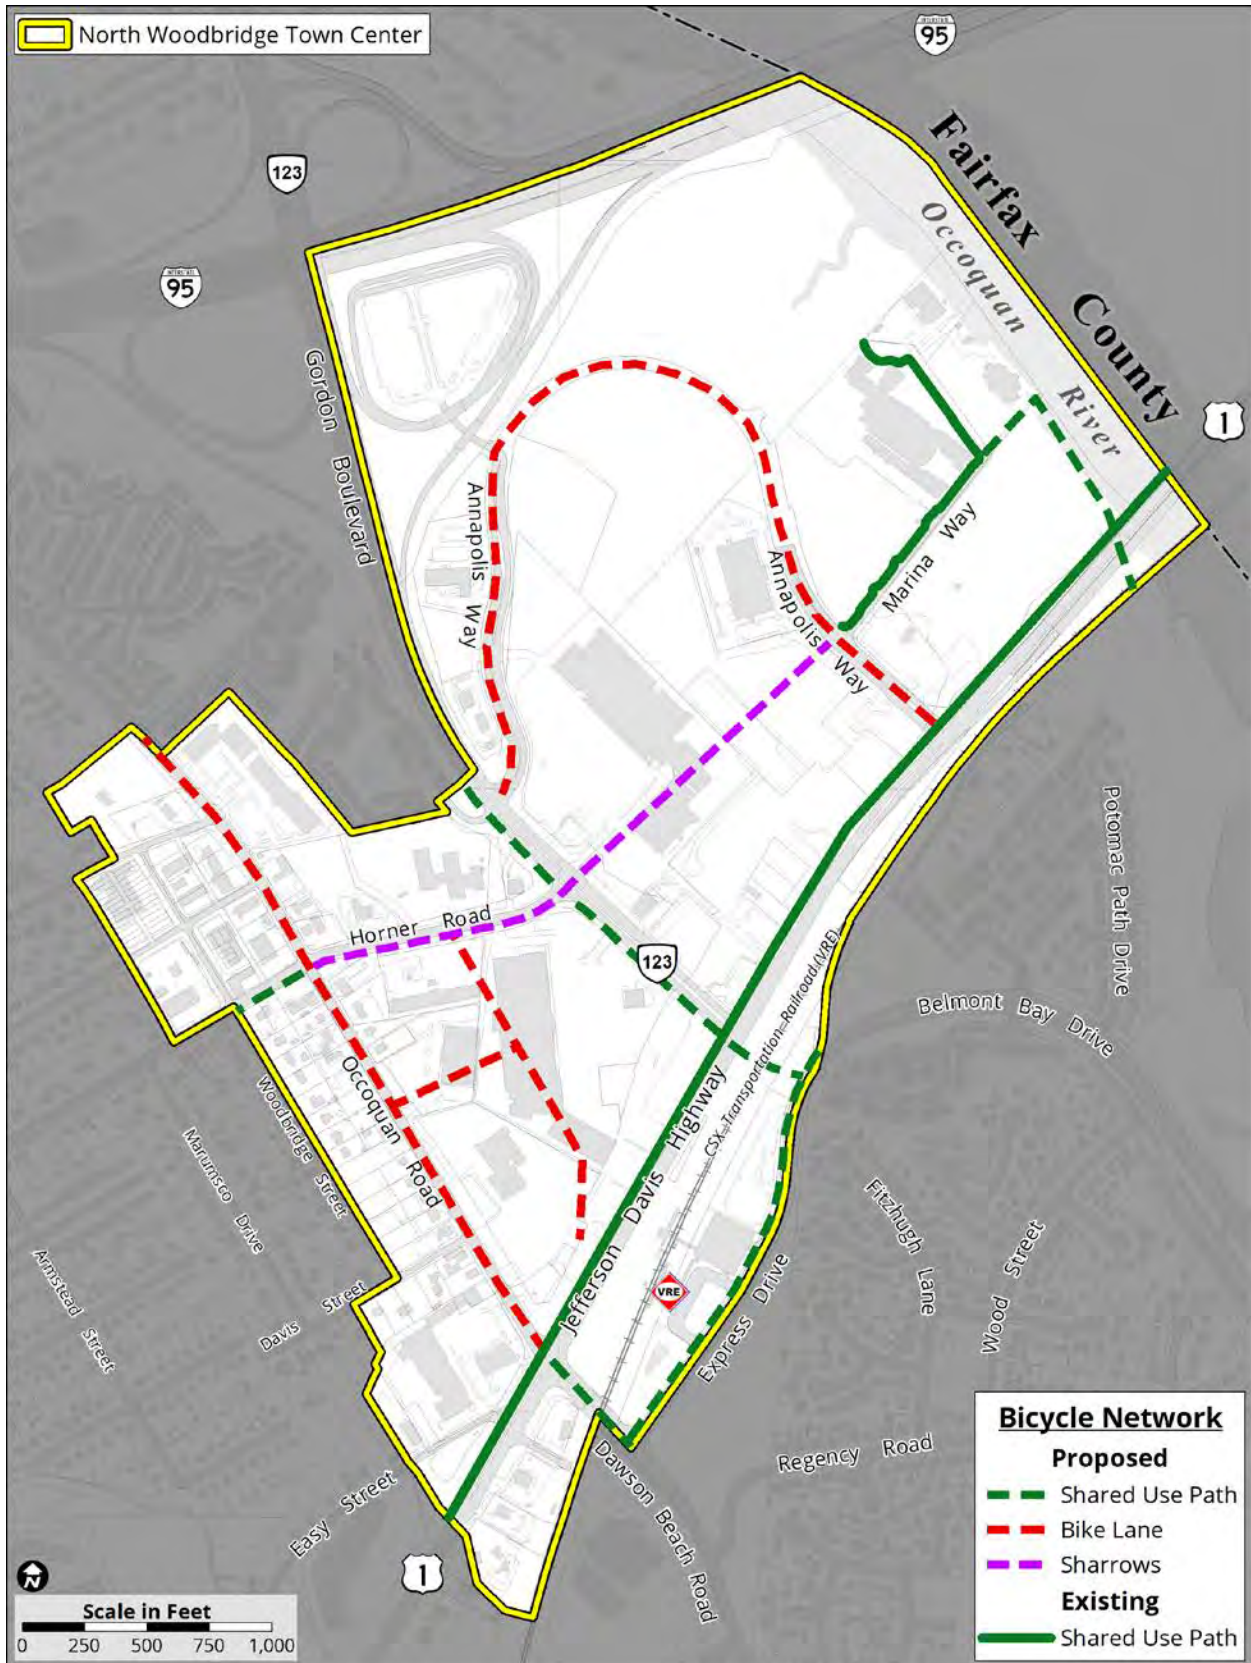 North Woodbridge Town Center
INTERSTATE
95
123
Fairfax
County
Occoquan
River
INTERSTATE
95
1
Gordon Boulevard
Annapolis Way
Annapolis Way
Marina Way
Potomac Path Drive
Horner Road
123
CSX=Transportation=Railroad (VRE)
Belmont Bay Drive
Occoquan Road
Woodbridge Street
Marumsco Drive
Armstead Street
Davis Street
Jefferson Davis Highway
VRE
Express Drive
Fitzhugh Lane
Wood Street
Regency Road
Dawson Beach Road
Easy Street
1
N
Scale in Feet
0 250 500 750 1,000
Bicycle Network
Proposed
Shared Use Path
Bike Lane
Sharrows
Existing
Shared Use Path